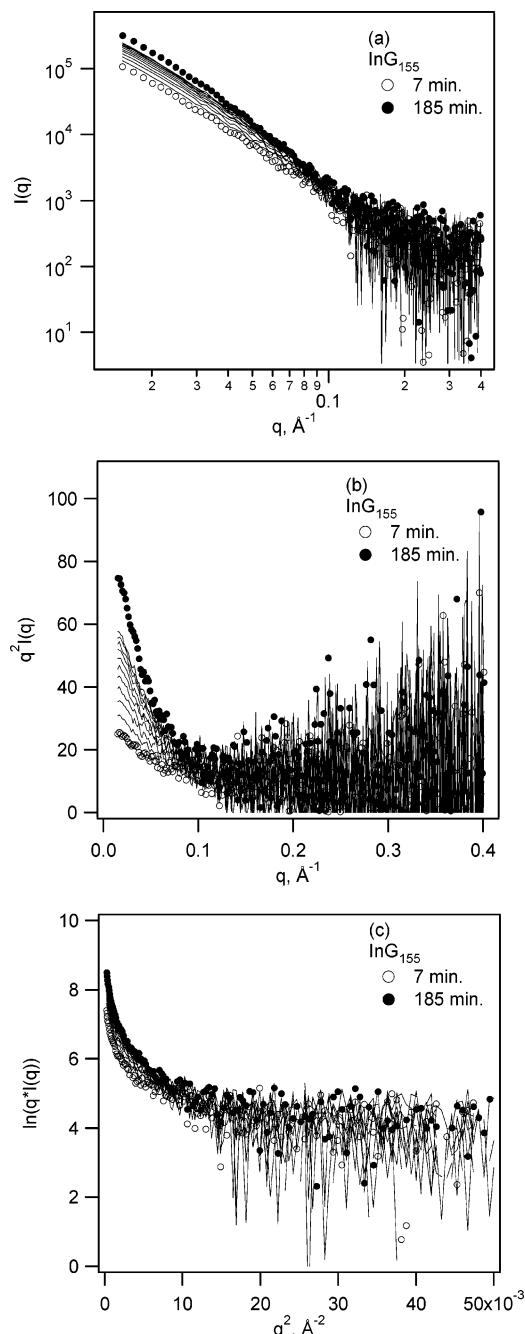 (a)
InG155
7 min.
185 min.
10^5
10^4
10^3
10^2
10^1
I(q)
2 3 4 5 6 7 8 9 0.1 2 3 4
q, Å^-1
(b)
InG155
7 min.
185 min.
100
80
60
40
20
0
q^2I(q)
0.0 0.1 0.2 0.3 0.4
q, Å^-1
(c)
InG155
7 min.
185 min.
10
8
6
4
2
0
ln(q*I(q))
0 10 20 30 40 50x10^-3
q^2, Å^-2